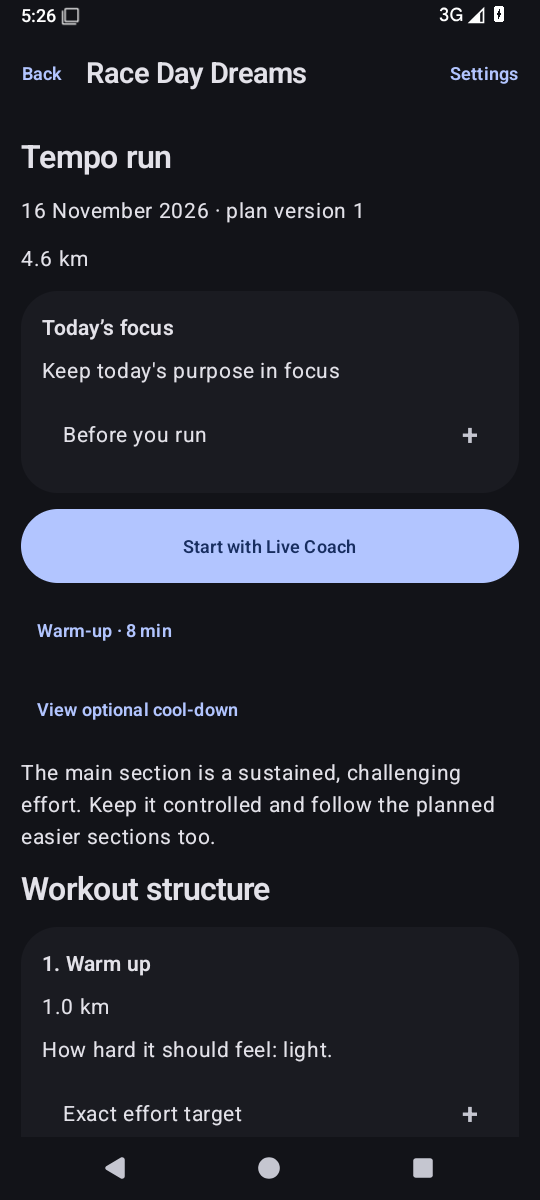 5:26
3G
Back
Race Day Dreams
Settings
Tempo run
16 November 2026 · plan version 1
4.6 km
Today’s focus
Keep today's purpose in focus
Before you run +
Start with Live Coach
Warm-up · 8 min
View optional cool-down
The main section is a sustained, challenging
effort. Keep it controlled and follow the planned
easier sections too.
Workout structure
1. Warm up
1.0 km
How hard it should feel: light.
Exact effort target +